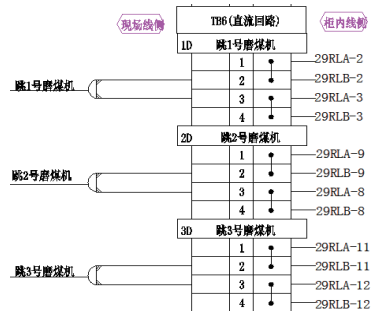 现场线侧 TB6(直流回路) 柜内线侧
1D 跳1号磨煤机
1 29RLA-2
2 29RLB-2
跳1号磨煤机
3 29RLA-3
4 29RLB-3
2D 跳2号磨煤机
1 29RLA-9
2 29RLB-9
跳2号磨煤机
3 29RLA-8
4 29RLB-8
3D 跳3号磨煤机
1 29RLA-11
2 29RLB-11
跳3号磨煤机
3 29RLA-12
4 29RLB-12